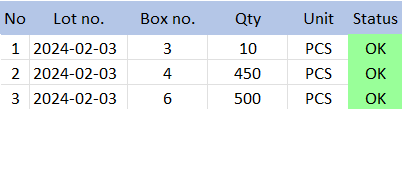 No Lot no. Box no. Qty Unit Status
1 2024-02-03 3 10 PCS OK
2 2024-02-03 4 450 PCS OK
3 2024-02-03 6 500 PCS OK